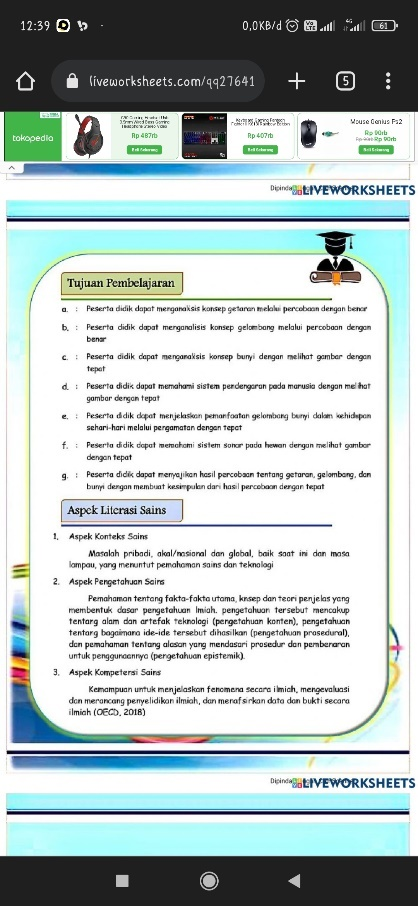 12:39
0,0KB/d
61
liveworksheets.com/qq27641
5
tokopedia
Rp 487rb
Beli Sekarang
Rp 407rb
Beli Sekarang
Mouse Genius Ps2
Rp 90rb
Rp 90rb
Beli Sekarang
Dipindai
LIVEWORKSHEETS
Tujuan Pembelajaran
a. : Peserta didik dapat menganalisis konsep getaran melalui percobaan dengan benar
b. : Peserta didik dapat menganalisis konsep gelombang melalui percobaan dengan
benar
c. : Peserta didik dapat menganalisis konsep bunyi dengan melihat gambar dengan
tepat
d. : Peserta didik dapat memahami sistem pendengaran pada manusia dengan melihat
gambar dengan tepat
e. : Peserta didik dapat menjelaskan pemanfaatan gelombang bunyi dalam kehidupan
sehari-hari melalui pengamatan dengan tepat
f. : Peserta didik dapat memahami sistem sonar pada hewan dengan melihat gambar
dengan tepat
g. : Peserta didik dapat menyajikan hasil percobaan tentang getaran, gelombang, dan
bunyi dengan membuat kesimpulan dari hasil percobaan dengan tepat
Aspek Literasi Sains
1. Aspek Konteks Sains
Masalah pribadi, akal/nasional dan global, baik saat ini dan masa
lampau, yang menuntut pemahaman sains dan teknologi
2. Aspek Pengetahuan Sains
Pemahaman tentang fakta-fakta utama, knsep dan teori penjelas yang
membentuk dasar pengetahuan lmiah. pengetahuan tersebut mencakup
tentang alam dan artefak teknologi (pengetahuan konten), pengetahuan
tentang bagaimana ide-ide tersebut dihasilkan (pengetahuan prosedural),
dan pemahaman tentang alasan yang mendasari prosedur dan pembenaran
untuk penggunaannya (pengetahuan epistemik).
3. Aspek Kompetensi Sains
Kemampuan untuk menjelaskan fenomena secara ilmiah, mengevaluasi
dan merancang penyelidikan ilmiah, dan menafsirkan data dan bukti secara
ilmiah (OECD, 2018)
Dipindai
LIVEWORKSHEETS